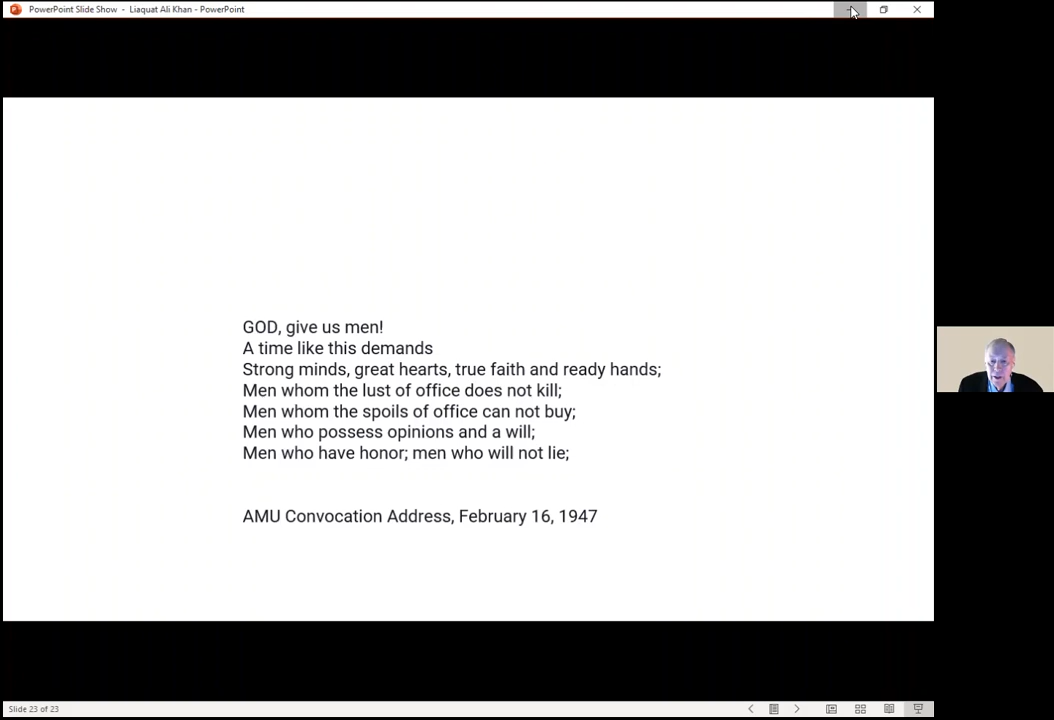 PowerPoint Slide Show - Liaquat Ali Khan - PowerPoint
GOD, give us men!
A time like this demands
Strong minds, great hearts, true faith and ready hands;
Men whom the lust of office does not kill;
Men whom the spoils of office can not buy;
Men who possess opinions and a will;
Men who have honor; men who will not lie;
AMU Convocation Address, February 16, 1947
Slide 23 of 23